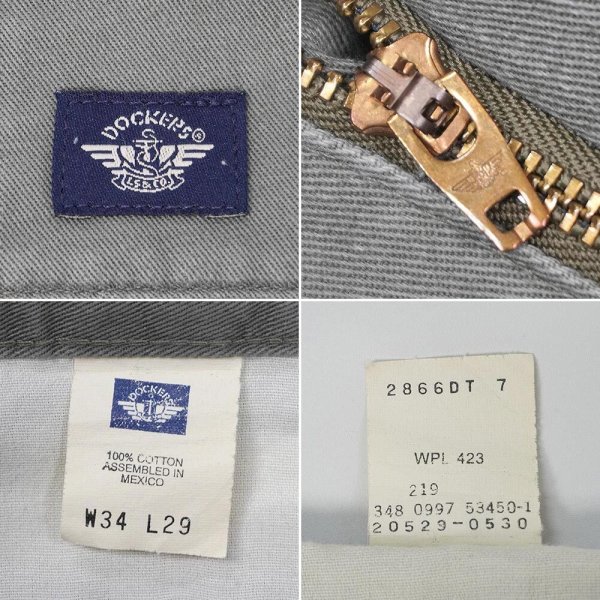 DOCKERS®
LS&CO.
DOCKERS
100% COTTON
ASSEMBLED IN
MEXICO
W34 L29
2866DT 7
WPL 423
219
348 0997 53450-1
20529-0530